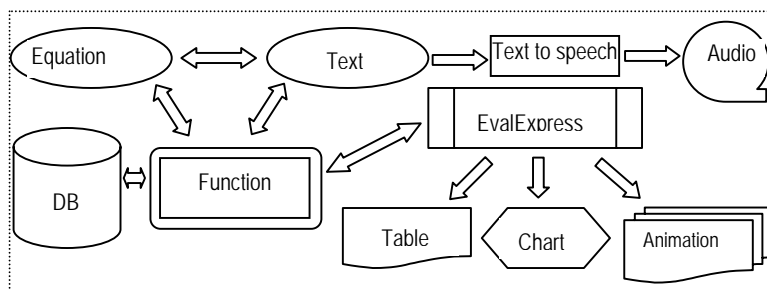 Equation
Text
Text to speech
Audio
EvalExpress
DB
Function
Table
Chart
Animation